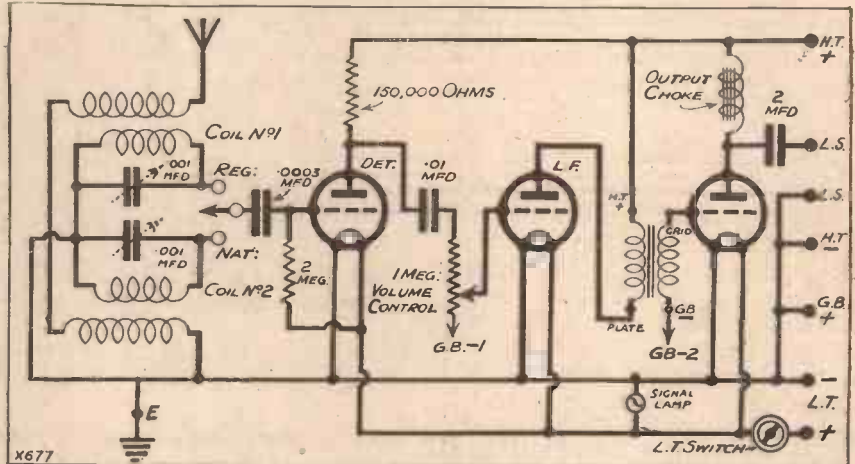 H.T.
+
150,000 OHMS
OUTPUT
CHOKE
2
MFD
COIL Nº1
.001
MFD
REG:
.0003
MFD
DET.
.01
MFD
L.F.
L.S.
L.S.
H.T.
+
GRID
H.T.
-
NAT:
.001
MFD
COIL Nº2
2
MEG.
1 MEG:
VOLUME
CONTROL
G.B.-1
PLATE
GB
-
GB-2
G.B.
+
-
L.T.
+
SIGNAL
LAMP
L.T SWITCH
E
X677